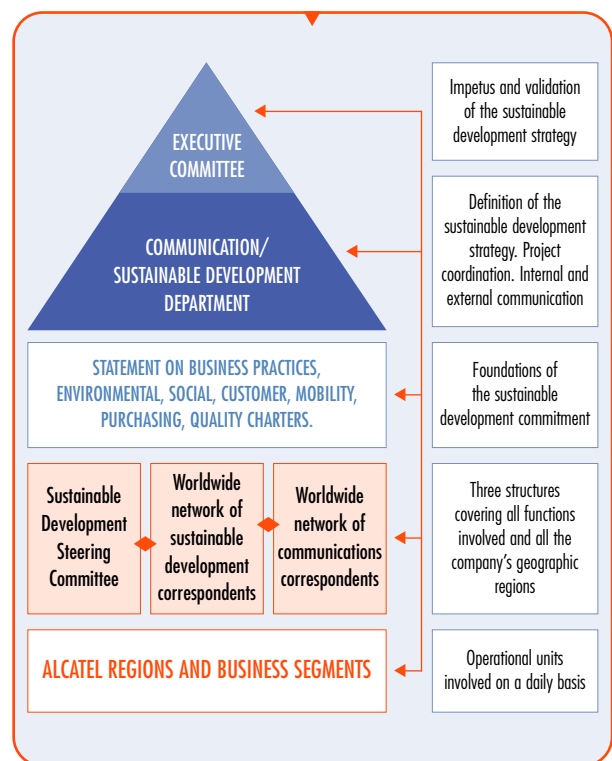 EXECUTIVE
COMMITTEE
Impetus and validation
of the sustainable
development strategy
COMMUNICATION/
SUSTAINABLE DEVELOPMENT
DEPARTMENT
Definition of the
sustainable development
strategy. Project
coordination. Internal and
external communication
STATEMENT ON BUSINESS PRACTICES,
ENVIRONMENTAL, SOCIAL, CUSTOMER, MOBILITY,
PURCHASING, QUALITY CHARTERS.
Foundations of
the sustainable
development commitment
Sustainable
Development
Steering
Committee
Worldwide
network of
sustainable
development
correspondents
Worldwide
network of
communications
correspondents
Three structures
covering all functions
involved and all the
company's geographic
regions
ALCATEL REGIONS AND BUSINESS SEGMENTS
Operational units
involved on a daily basis